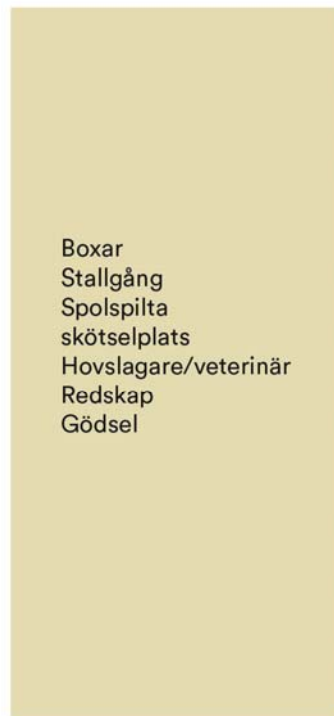 Boxar
Stallgång
Spolspilta
skötselplats
Hovslagare/veterinär
Redskap
Gödsel